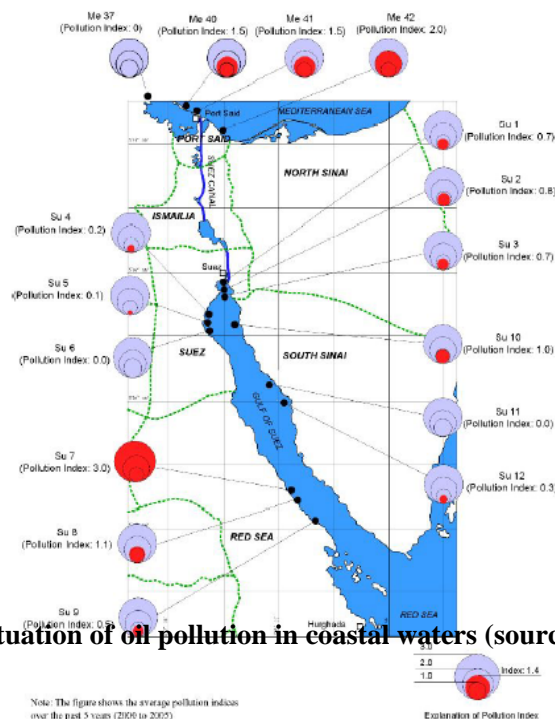 Me 37
(Pollution Index: 0)
Me 40
(Pollution Index: 1.5)
Me 41
(Pollution Index: 1.5)
Me 42
(Pollution Index: 2.0)
Port Said
MEDITERRANEAN SEA
PORT SAID
SUEZ CANAL
NORTH SINAI
ISMAILIA
Su 1
(Pollution Index: 0.7)
Su 2
(Pollution Index: 0.8)
Su 3
(Pollution Index: 0.7)
Su 4
(Pollution Index: 0.2)
Su 5
(Pollution Index: 0.1)
Su 6
(Pollution Index: 0.0)
Suez
SUEZ
SOUTH SINAI
GULF OF SUEZ
Su 10
(Pollution Index: 1.0)
Su 11
(Pollution Index: 0.0)
Su 12
(Pollution Index: 0.3)
Su 7
(Pollution Index: 3.0)
Su 8
(Pollution Index: 1.1)
RED SEA
Su 9
(Pollution Index: 0.5)
Hurghada
RED SEA
tuation of oil pollution in coastal waters (sourc
3.0
2.0
1.0
Index: 1.4
Explanation of Pollution Index
Note: The figure shows the average pollution indices
over the past 5 years (2000 to 2005)